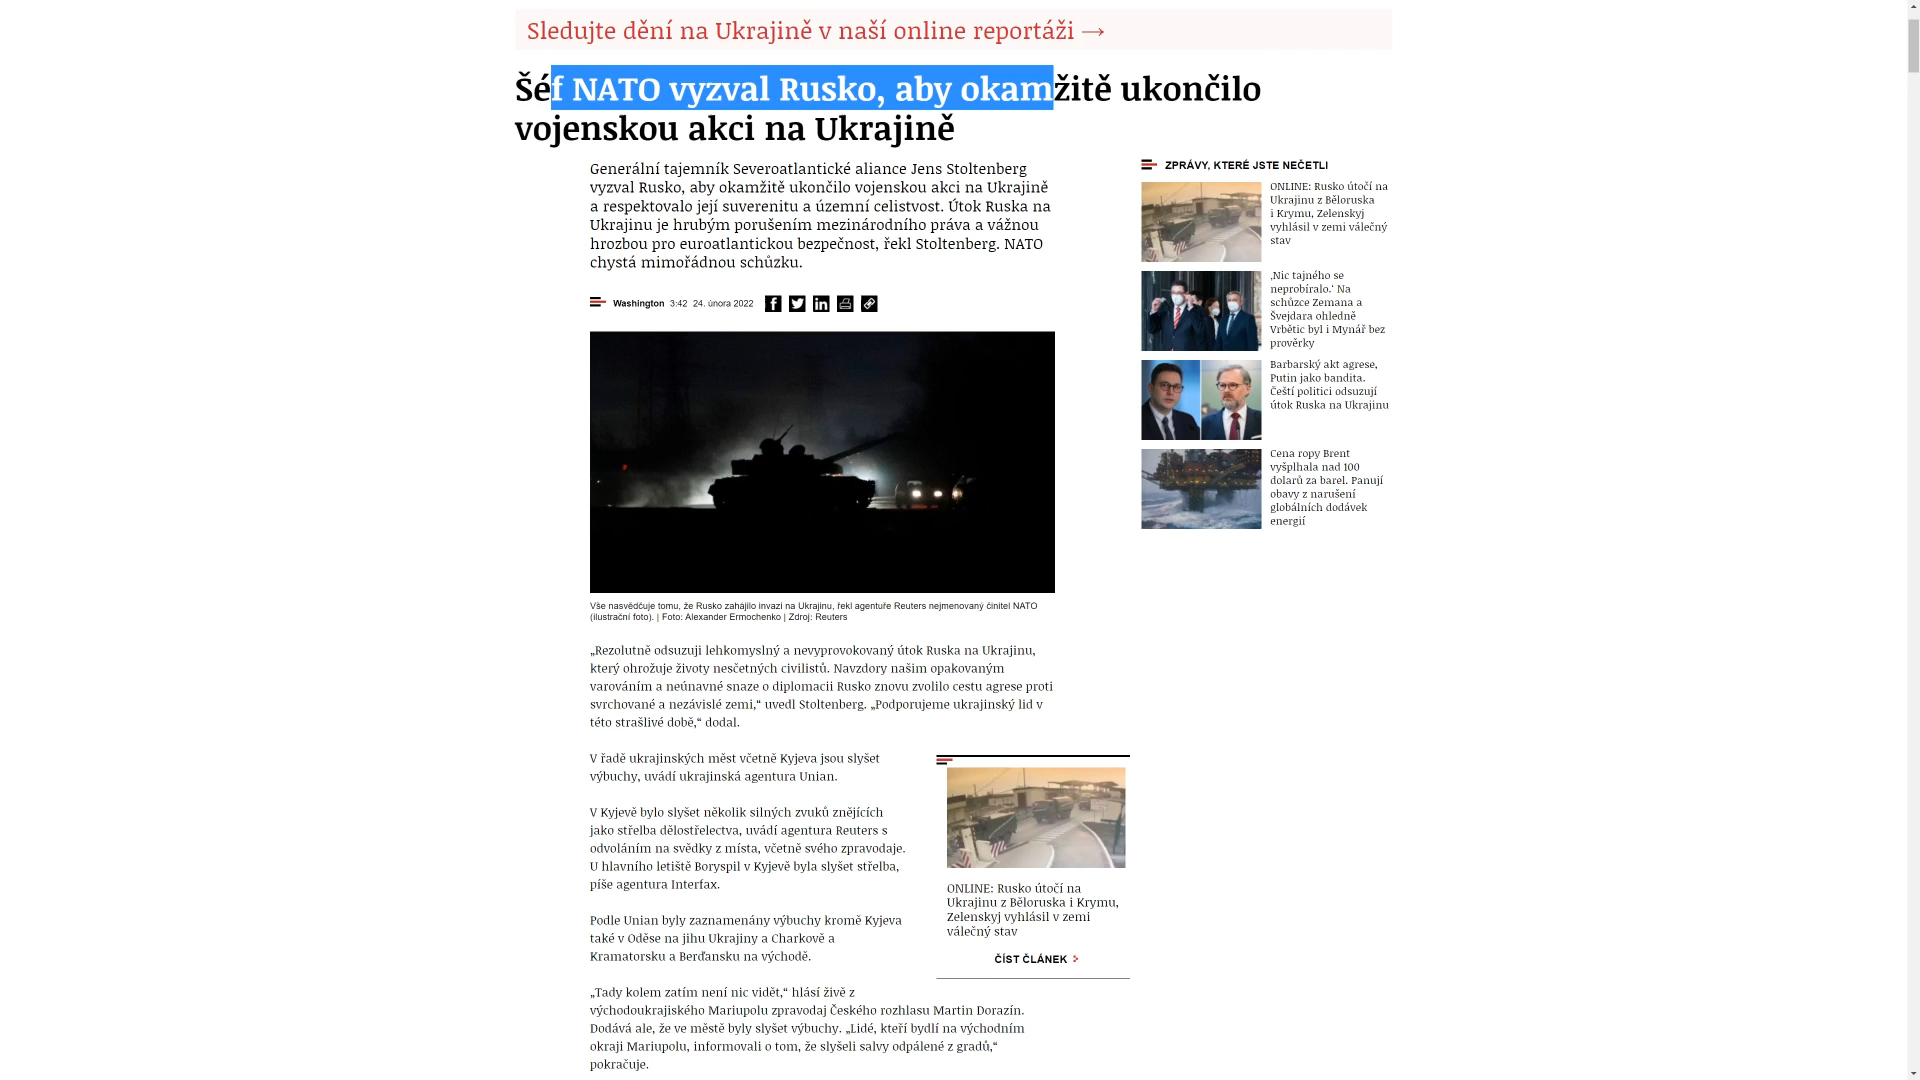 Sledujte dění na Ukrajině v naší online reportáži →
Šéf NATO vyzval Rusko, aby okamžitě ukončilo
vojenskou akci na Ukrajině
Generální tajemník Severoatlantické aliance Jens Stoltenberg
vyzval Rusko, aby okamžitě ukončilo vojenskou akci na Ukrajině
a respektovalo její suverenitu a územní celistvost. Útok Ruska na
Ukrajinu je hrubým porušením mezinárodního práva a vážnou
hrozbou pro euroatlantickou bezpečnost, řekl Stoltenberg. NATO
chystá mimořádnou schůzku.
Washington 3:42 24. února 2022
Vše nasvědčuje tomu, že Rusko zahájilo invazi na Ukrajinu, řekl agentuře Reuters nejmenovaný činitel NATO
(ilustrační foto). | Foto: Alexander Ermochenko | Zdroj: Reuters
„Rezolutně odsuzuji lehkomyslný a nevyprovokovaný útok Ruska na Ukrajinu,
který ohrožuje životy nesčetných civilistů. Navzdory našim opakovaným
varováním a neúnavné snaze o diplomacii Rusko znovu zvolilo cestu agrese proti
svrchované a nezávislé zemi,“ uvedl Stoltenberg. „Podporujeme ukrajinský lid v
této strašlivé době,“ dodal.
V řadě ukrajinských měst včetně Kyjeva jsou slyšet
výbuchy, uvádí ukrajinská agentura Unian.
V Kyjevě bylo slyšet několik silných zvuků znějících
jako střelba dělostřelectva, uvádí agentura Reuters s
odvoláním na svědky z místa, včetně svého zpravodaje.
U hlavního letiště Boryspil v Kyjevě byla slyšet střelba,
píše agentura Interfax.
Podle Unian byly zaznamenány výbuchy kromě Kyjeva
také v Oděse na jihu Ukrajiny a Charkově a
Kramatorsku a Berďansku na východě.
„Tady kolem zatím není nic vidět,“ hlásí živě z
východoukrajiského Mariupolu zpravodaj Českého rozhlasu Martin Dorazín.
Dodává ale, že ve městě byly slyšet výbuchy. „Lidé, kteří bydlí na východním
okraji Mariupolu, informovali o tom, že slyšeli salvy odpálené z gradů,“
pokračuje.
ONLINE: Rusko útočí na
Ukrajinu z Běloruska i Krymu,
Zelenskyj vyhlásil v zemi
válečný stav
ČÍST ČLÁNEK
ZPRÁVY, KTERÉ JSTE NEČETLI
ONLINE: Rusko útočí na
Ukrajinu z Běloruska
i Krymu, Zelenskyj
vyhlásil v zemi válečný
stav
‚Nic tajného se
neprobíralo.‘ Na
schůzce Zemana a
Švejdara ohledně
Vrbětic byl i Mynář bez
prověrky
Barbarský akt agrese,
Putin jako bandita.
Čeští politici odsuzují
útok Ruska na Ukrajinu
Cena ropy Brent
vyšplhala nad 100
dolarů za barel. Panují
obavy z narušení
globálních dodávek
energií